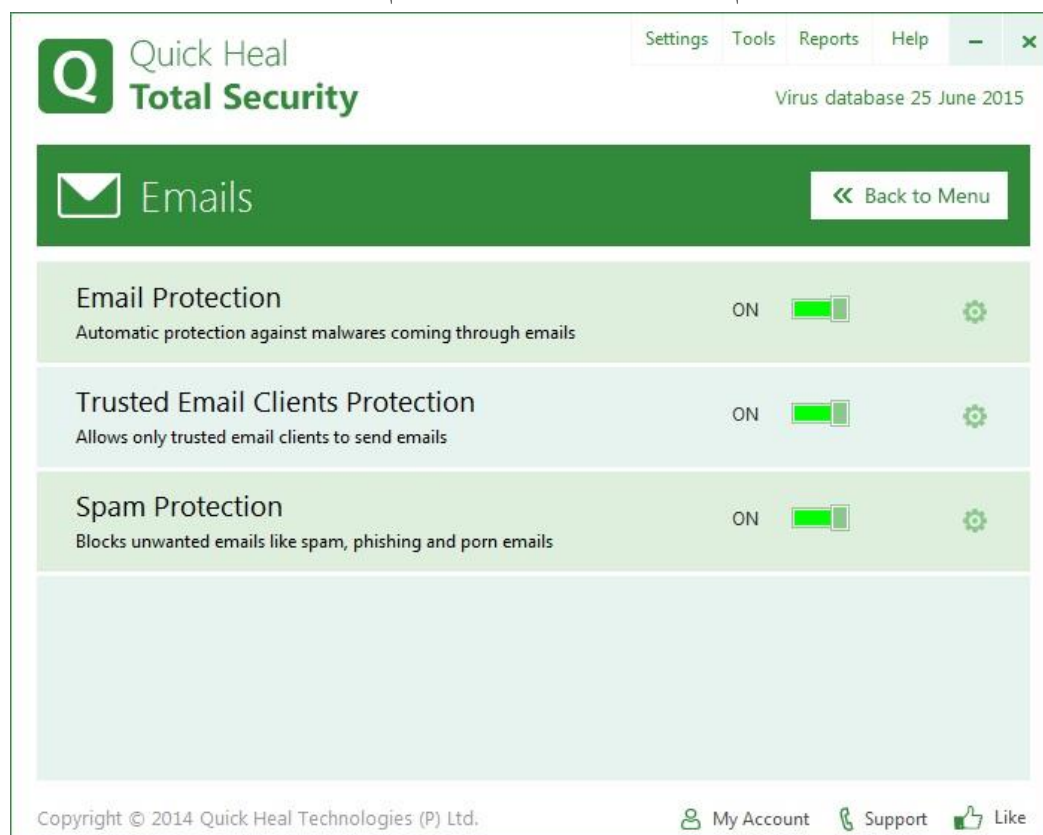 Q
Quick Heal
Total Security
Settings Tools Reports Help
Virus database 25 June 2015
Emails
Back to Menu
Email Protection
Automatic protection against malwares coming through emails
ON
Trusted Email Clients Protection
Allows only trusted email clients to send emails
ON
Spam Protection
Blocks unwanted emails like spam, phishing and porn emails
ON
Copyright © 2014 Quick Heal Technologies (P) Ltd.
My Account Support Like